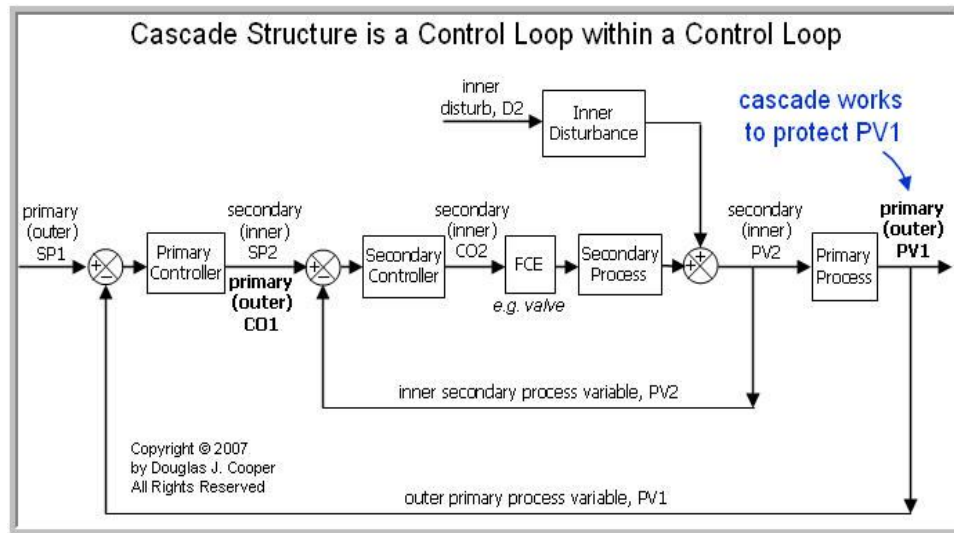 Cascade Structure is a Control Loop within a Control Loop
inner
disturb, D2
Inner
Disturbance
cascade works
to protect PV1
primary
(outer)
SP1
+
−
Primary
Controller
secondary
(inner)
SP2
primary
(outer)
CO1
+
−
Secondary
Controller
secondary
(inner)
CO2
FCE
e.g. valve
Secondary
Process
+
+
secondary
(inner)
PV2
Primary
Process
primary
(outer)
PV1
inner secondary process variable, PV2
Copyright © 2007
by Douglas J. Cooper
All Rights Reserved
outer primary process variable, PV1